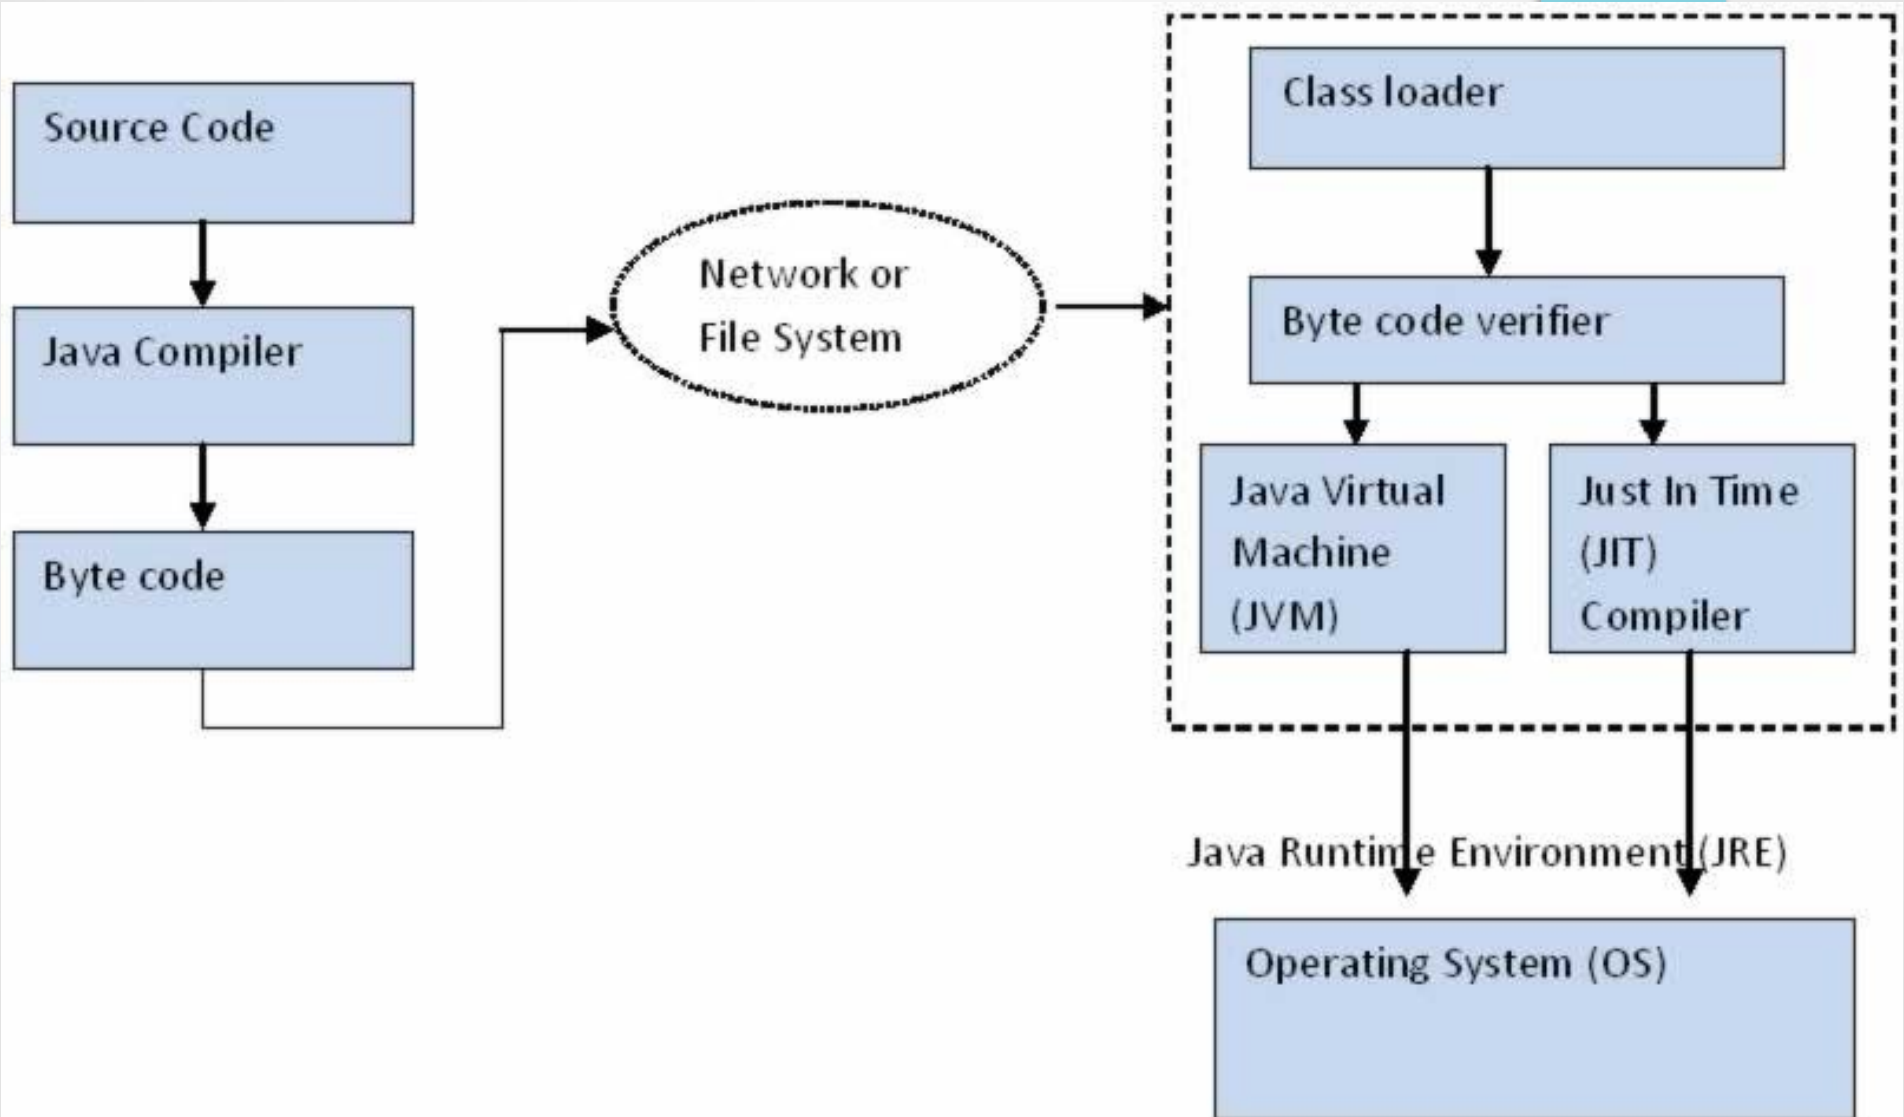 Source Code
Java Compiler
Byte code
Network or
File System
Class loader
Byte code verifier
Java Virtual
Machine
(JVM)
Just In Time
(JIT)
Compiler
Java Runtime Environment (JRE)
Operating System (OS)